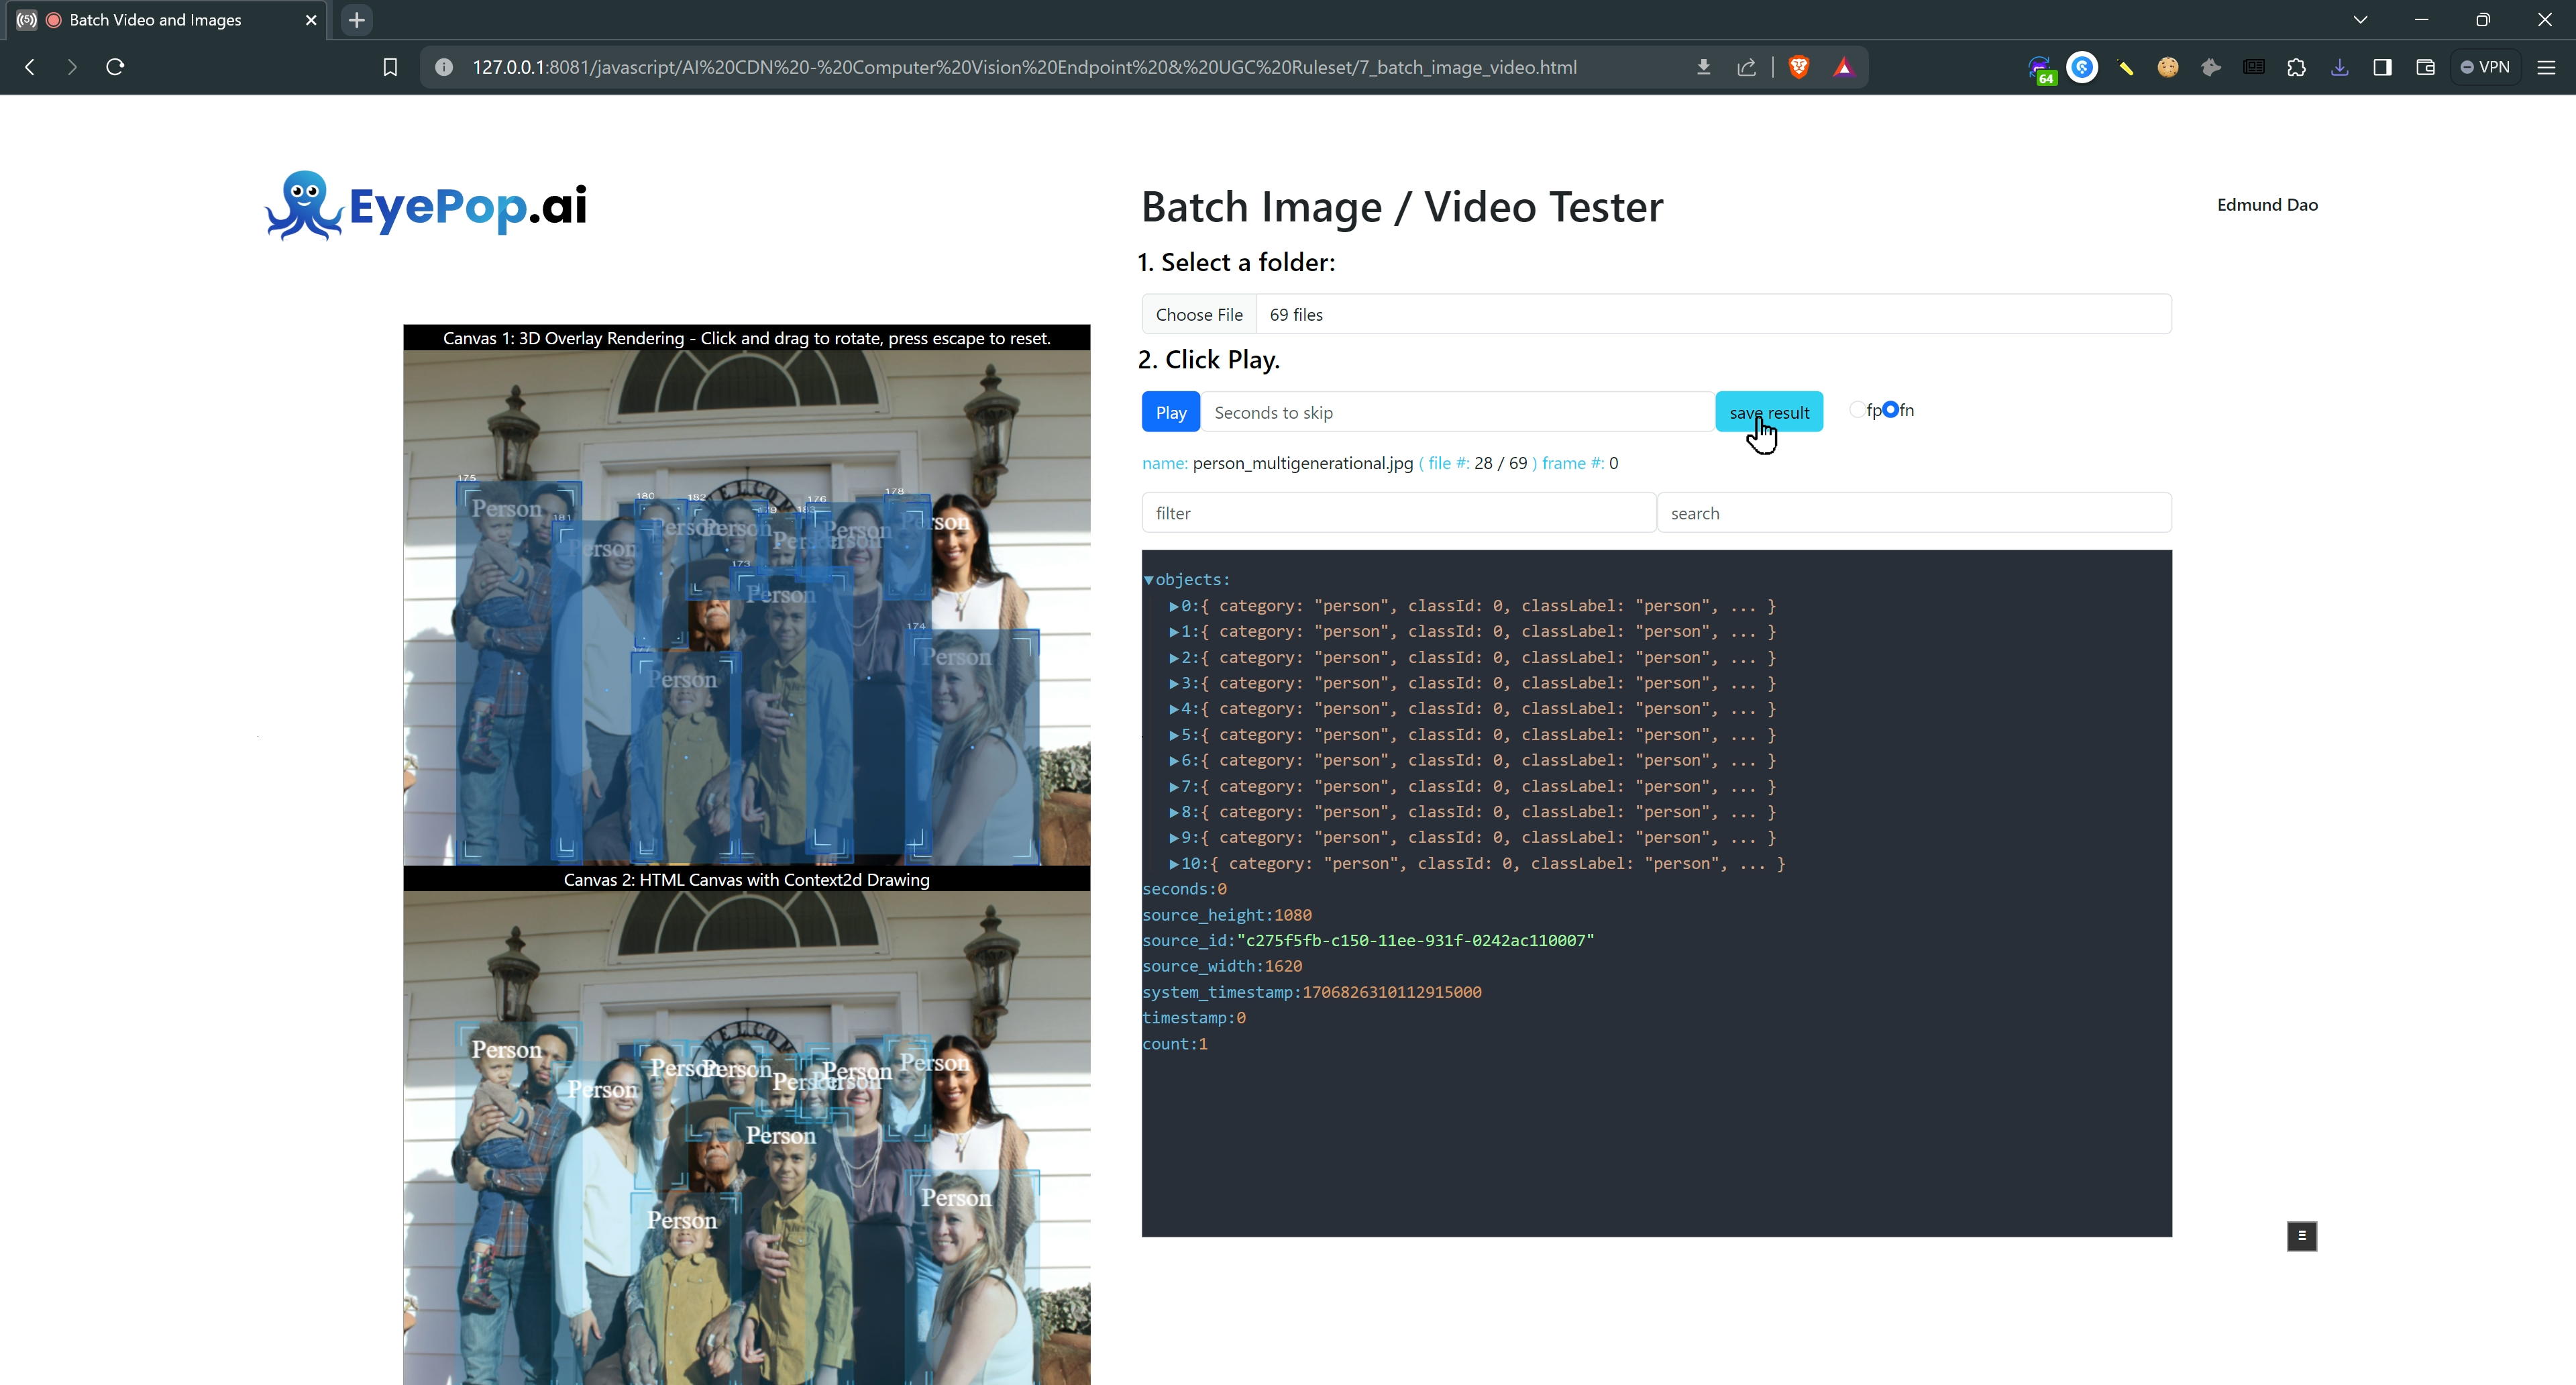 Batch Video and Images
127.0.0.1:8081/javascript/AI%20CDN%20-%20Computer%20Vision%20Endpoint%20&%20UGC%20Ruleset/7_batch_image_video.html
64
VPN
EyePop.ai
Batch Image / Video Tester
Edmund Dao
1. Select a folder:
Choose File
69 files
2. Click Play.
Play
Seconds to skip
save result
fp
fn
name: person_multigenerational.jpg ( file #: 28 / 69 ) frame #: 0
filter
search
▼objects:
▶0:{ category: "person", classId: 0, classLabel: "person", ... }
▶1:{ category: "person", classId: 0, classLabel: "person", ... }
▶2:{ category: "person", classId: 0, classLabel: "person", ... }
▶3:{ category: "person", classId: 0, classLabel: "person", ... }
▶4:{ category: "person", classId: 0, classLabel: "person", ... }
▶5:{ category: "person", classId: 0, classLabel: "person", ... }
▶6:{ category: "person", classId: 0, classLabel: "person", ... }
▶7:{ category: "person", classId: 0, classLabel: "person", ... }
▶8:{ category: "person", classId: 0, classLabel: "person", ... }
▶9:{ category: "person", classId: 0, classLabel: "person", ... }
▶10:{ category: "person", classId: 0, classLabel: "person", ... }
seconds:0
source_height:1080
source_id:"c275f5fb-c150-11ee-931f-0242ac110007"
source_width:1620
system_timestamp:1706826310112915000
timestamp:0
count:1
Canvas 1: 3D Overlay Rendering - Click and drag to rotate, press escape to reset.
175
180
182
176
178
181
Person
Person
Person
Person
Person
Person
173
Person
174
Person
177
Person
Canvas 2: HTML Canvas with Context2d Drawing
Person
Person
Person
Person
Person
Person
Person
Person
Person
Person
Person